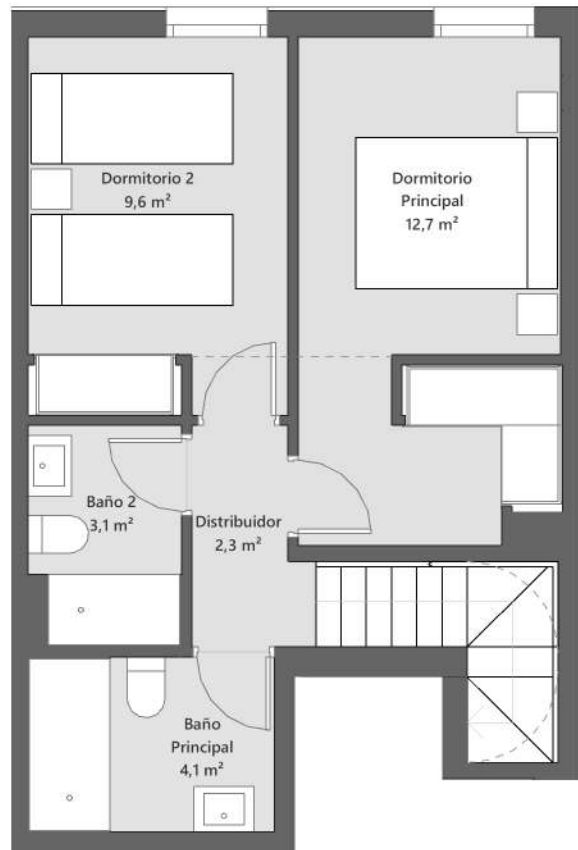 Dormitorio 2
9,6 m²
Dormitorio
Principal
12,7 m²
Baño 2
3,1 m²
Distribuidor
2,3 m²
Baño
Principal
4,1 m²